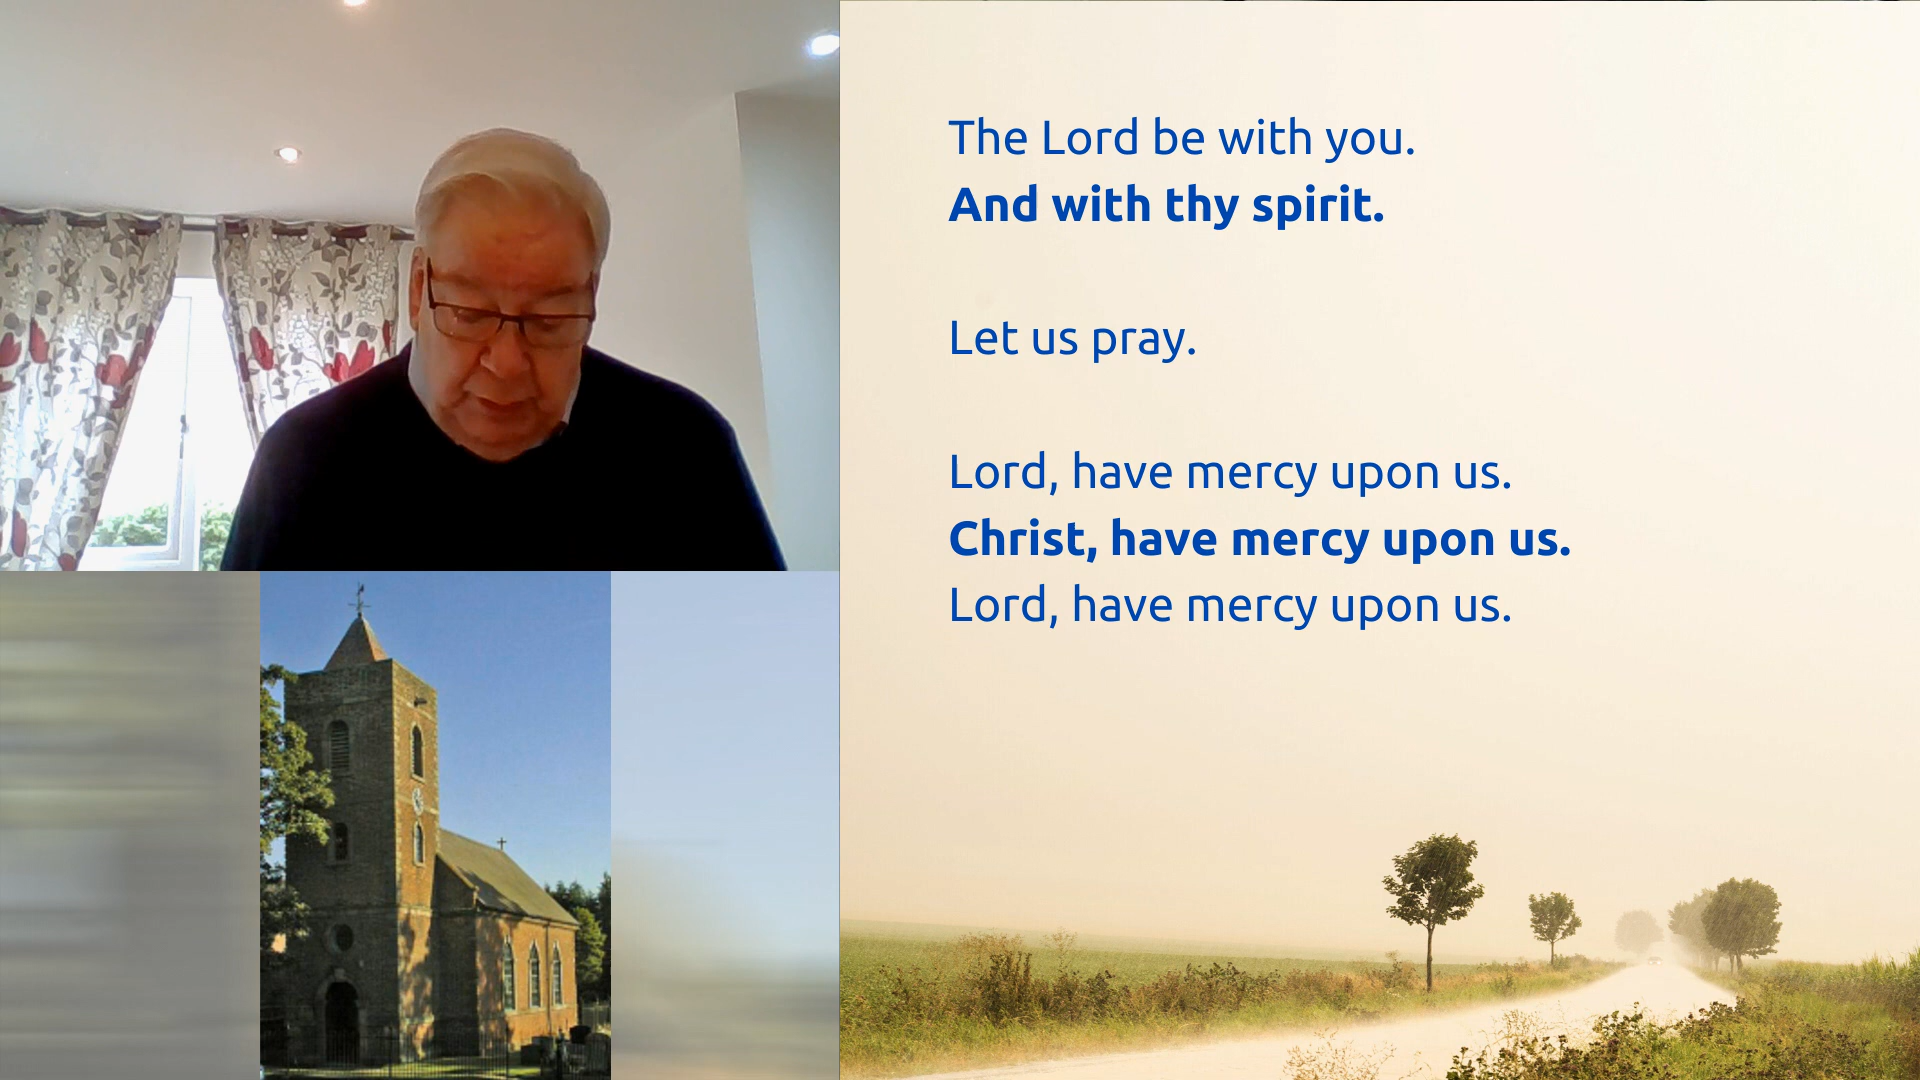 The Lord be with you.
And with thy spirit.
Let us pray.
Lord, have mercy upon us.
Christ, have mercy upon us.
Lord, have mercy upon us.